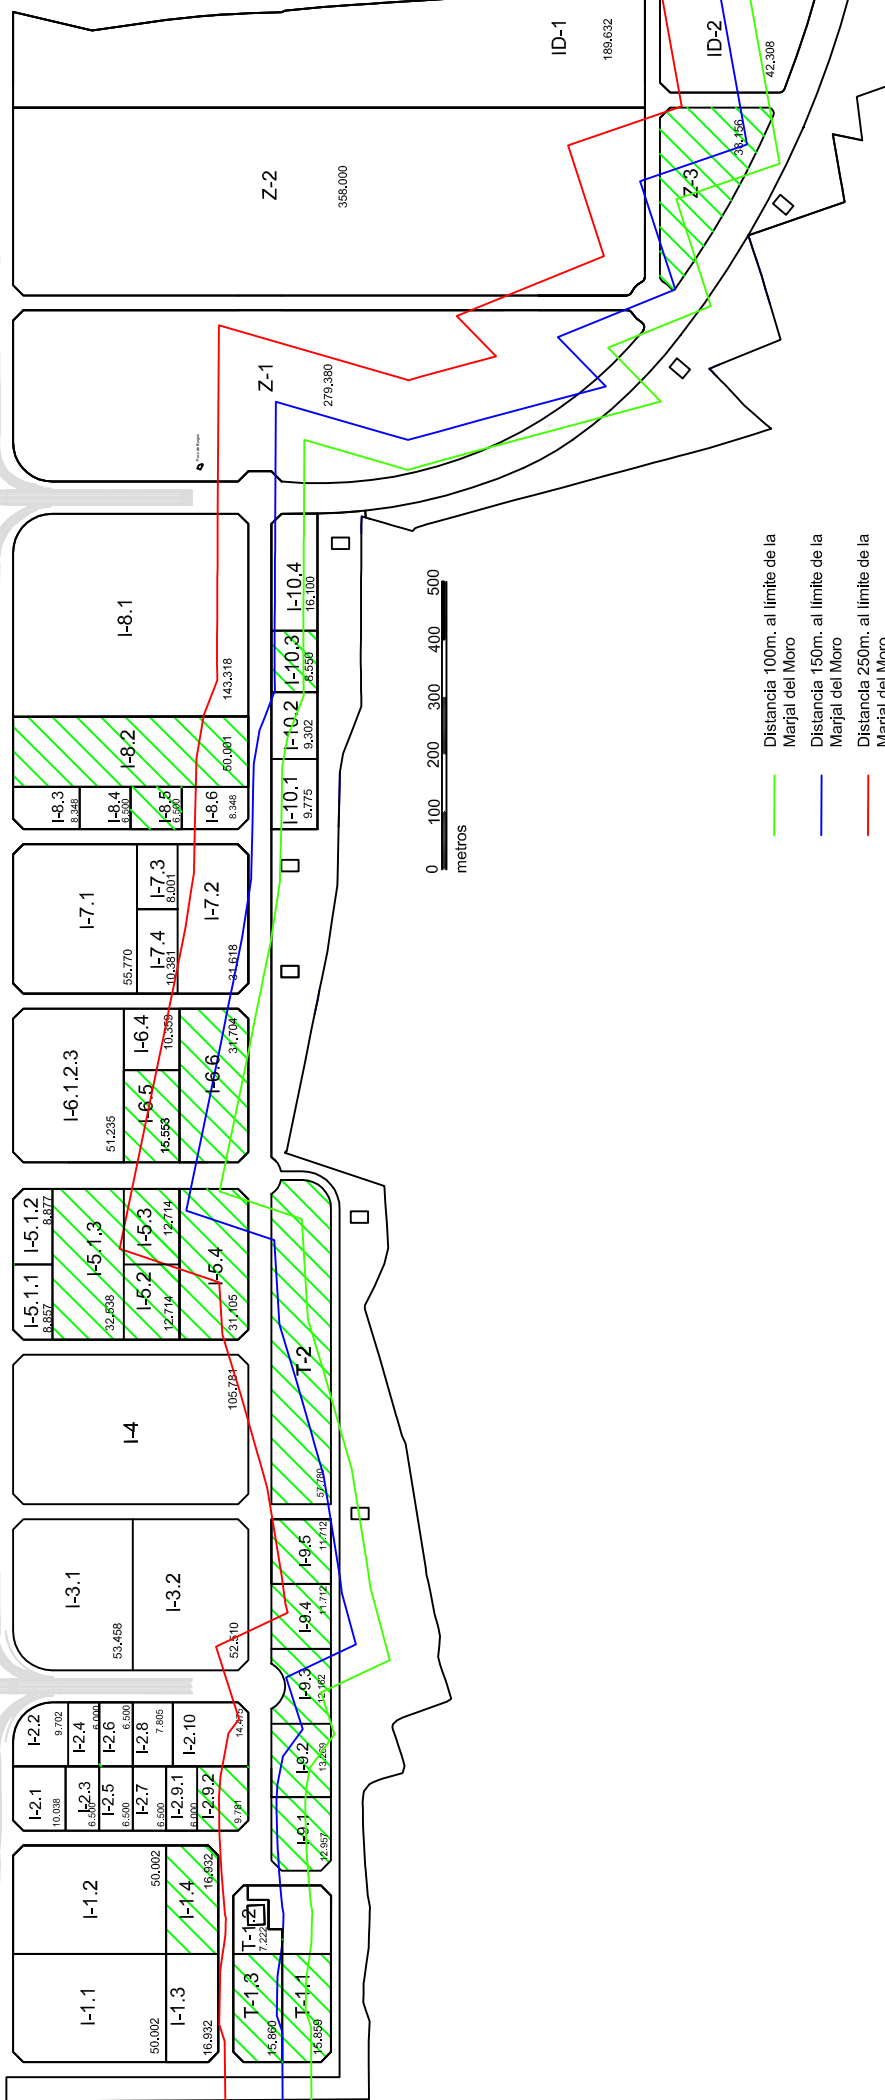 ID-1
189.632
ID-2
42.308
Z-2
358.000
Z-3
33.156
Z-1
279.380
I-8.1
143.318
I-10.4
16.100
I-10.3
8.550
I-10.2
9.302
I-10.1
9.775
I-8.2
50.001
I-8.3
8.348
I-8.4
6.500
I-8.5
6.500
I-8.6
8.348
I-7.1
55.770
I-7.3
8.001
I-7.4
10.381
I-7.2
31.618
I-6.1.2.3
51.235
I-6.4
10.359
I-6.5
15.553
I-6.6
31.704
I-5.1.2
8.877
I-5.1.1
8.857
I-5.1.3
32.538
I-5.3
12.714
I-5.2
12.714
I-5.4
31.105
T-2
57.780
I-4
105.781
I-3.1
53.458
I-3.2
52.510
I-9.5
11.712
I-9.4
11.712
I-9.3
12.162
I-9.2
13.269
I-9.1
12.957
I-2.2
9.702
I-2.4
6.000
I-2.6
6.500
I-2.8
7.805
I-2.10
14.475
I-2.1
10.038
I-2.3
6.500
I-2.5
6.500
I-2.7
6.500
I-2.9.1
6.000
I-2.9.2
9.781
I-1.2
50.002
I-1.4
16.932
I-1.1
50.002
I-1.3
16.932
T-1.2
7.222
T-1.3
15.860
T-1.1
15.859
0 100 200 300 400 500
metros
Distancia 100m. al límite de la
Marjal del Moro
Distancia 150m. al límite de la
Marjal del Moro
Distancia 250m. al límite de la
Marjal del Moro